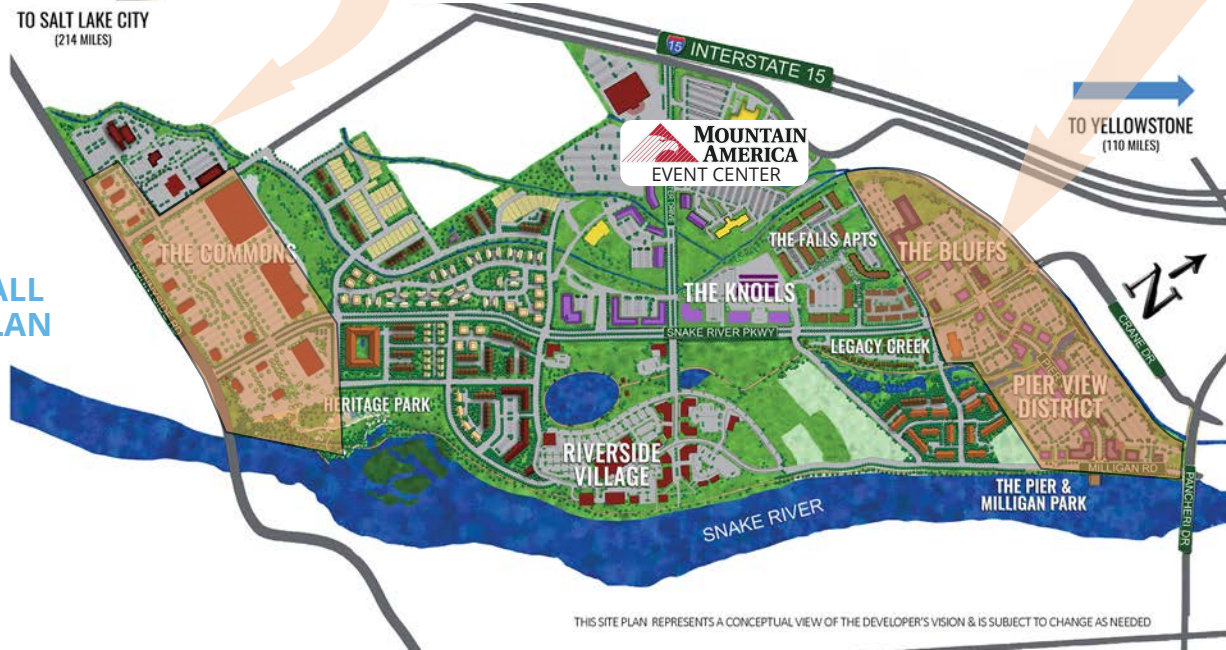 TO SALT LAKE CITY
(214 MILES)
15 INTERSTATE 15
TO YELLOWSTONE
(110 MILES)
MOUNTAIN
AMERICA
EVENT CENTER
THE COMMONS
THE FALLS APTS
THE BLUFFS
N
ALL
LAN
THE KNOLLS
SNAKE RIVER PKWY
CRANE DR
LEGACY CREEK
PIER VIEW
DISTRICT
HERITAGE PARK
RIVERSIDE
VILLAGE
MILLIGAN RD
THE PIER &
MILLIGAN PARK
PANCHERI DR
SNAKE RIVER
THIS SITE PLAN REPRESENTS A CONCEPTUAL VIEW OF THE DEVELOPER'S VISION & IS SUBJECT TO CHANGE AS NEEDED